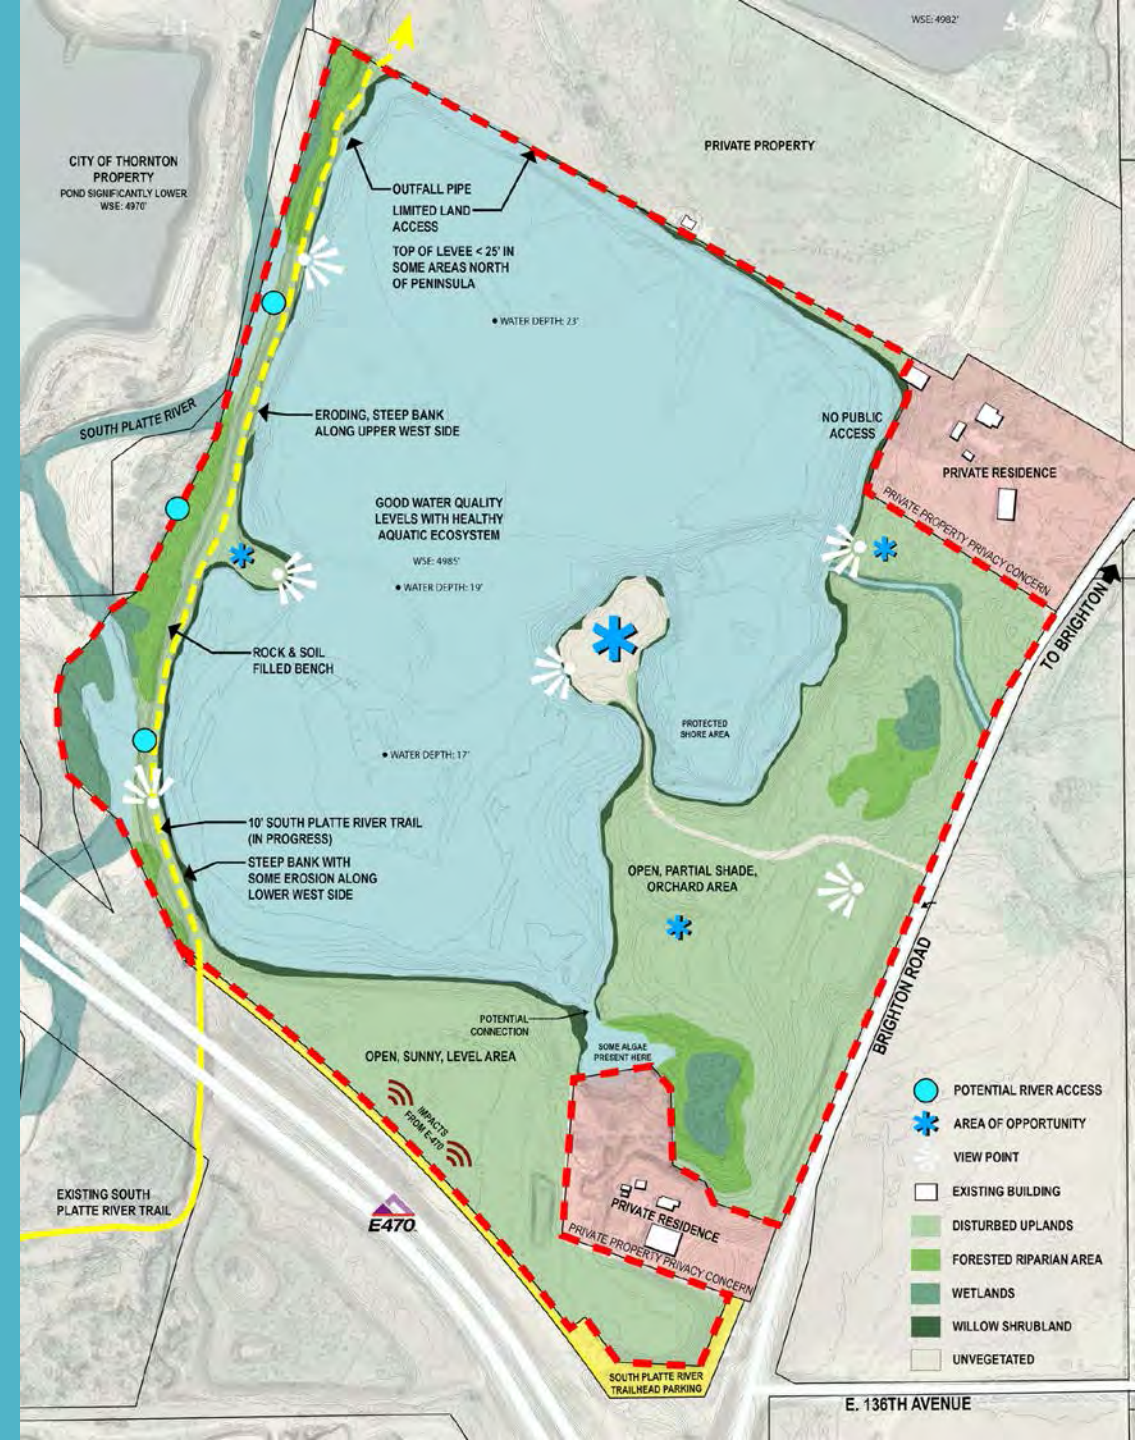 WSE: 4982'
CITY OF THORNTON
PROPERTY
POND SIGNIFICANTLY LOWER
WSE: 4970'
PRIVATE PROPERTY
OUTFALL PIPE
LIMITED LAND
ACCESS
TOP OF LEVEE < 25' IN
SOME AREAS NORTH
OF PENINSULA
WATER DEPTH: 23'
SOUTH PLATTE RIVER
ERODING, STEEP BANK
ALONG UPPER WEST SIDE
NO PUBLIC
ACCESS
PRIVATE RESIDENCE
PRIVATE PROPERTY PRIVACY CONCERN
GOOD WATER QUALITY
LEVELS WITH HEALTHY
AQUATIC ECOSYSTEM
WSE: 4985'
WATER DEPTH: 19'
TO BRIGHTON
ROCK & SOIL
FILLED BENCH
PROTECTED
SHORE AREA
WATER DEPTH: 17'
10' SOUTH PLATTE RIVER TRAIL
(IN PROGRESS)
STEEP BANK WITH
SOME EROSION ALONG
LOWER WEST SIDE
OPEN, PARTIAL SHADE,
ORCHARD AREA
BRIGHTON ROAD
POTENTIAL
CONNECTION
SOME ALGAE
PRESENT HERE
OPEN, SUNNY, LEVEL AREA
IMPACTS
FROM E-470
EXISTING SOUTH
PLATTE RIVER TRAIL
E470
PRIVATE RESIDENCE
PRIVATE PROPERTY PRIVACY CONCERN
SOUTH PLATTE RIVER
TRAILHEAD PARKING
E. 136TH AVENUE
POTENTIAL RIVER ACCESS
AREA OF OPPORTUNITY
VIEW POINT
EXISTING BUILDING
DISTURBED UPLANDS
FORESTED RIPARIAN AREA
WETLANDS
WILLOW SHRUBLAND
UNVEGETATED